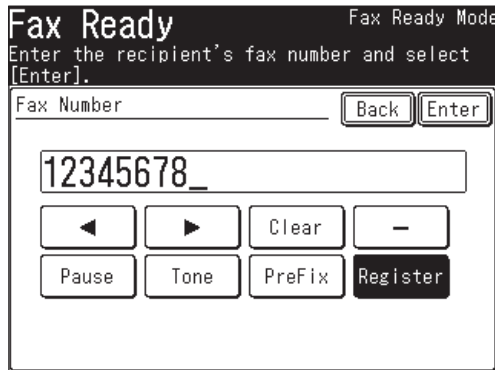 Fax Ready
Fax Ready Mode
Enter the recipient's fax number and select
[Enter].
Fax Number
Back
Enter
12345678_
◄
►
Clear
–
Pause
Tone
PreFix
Register